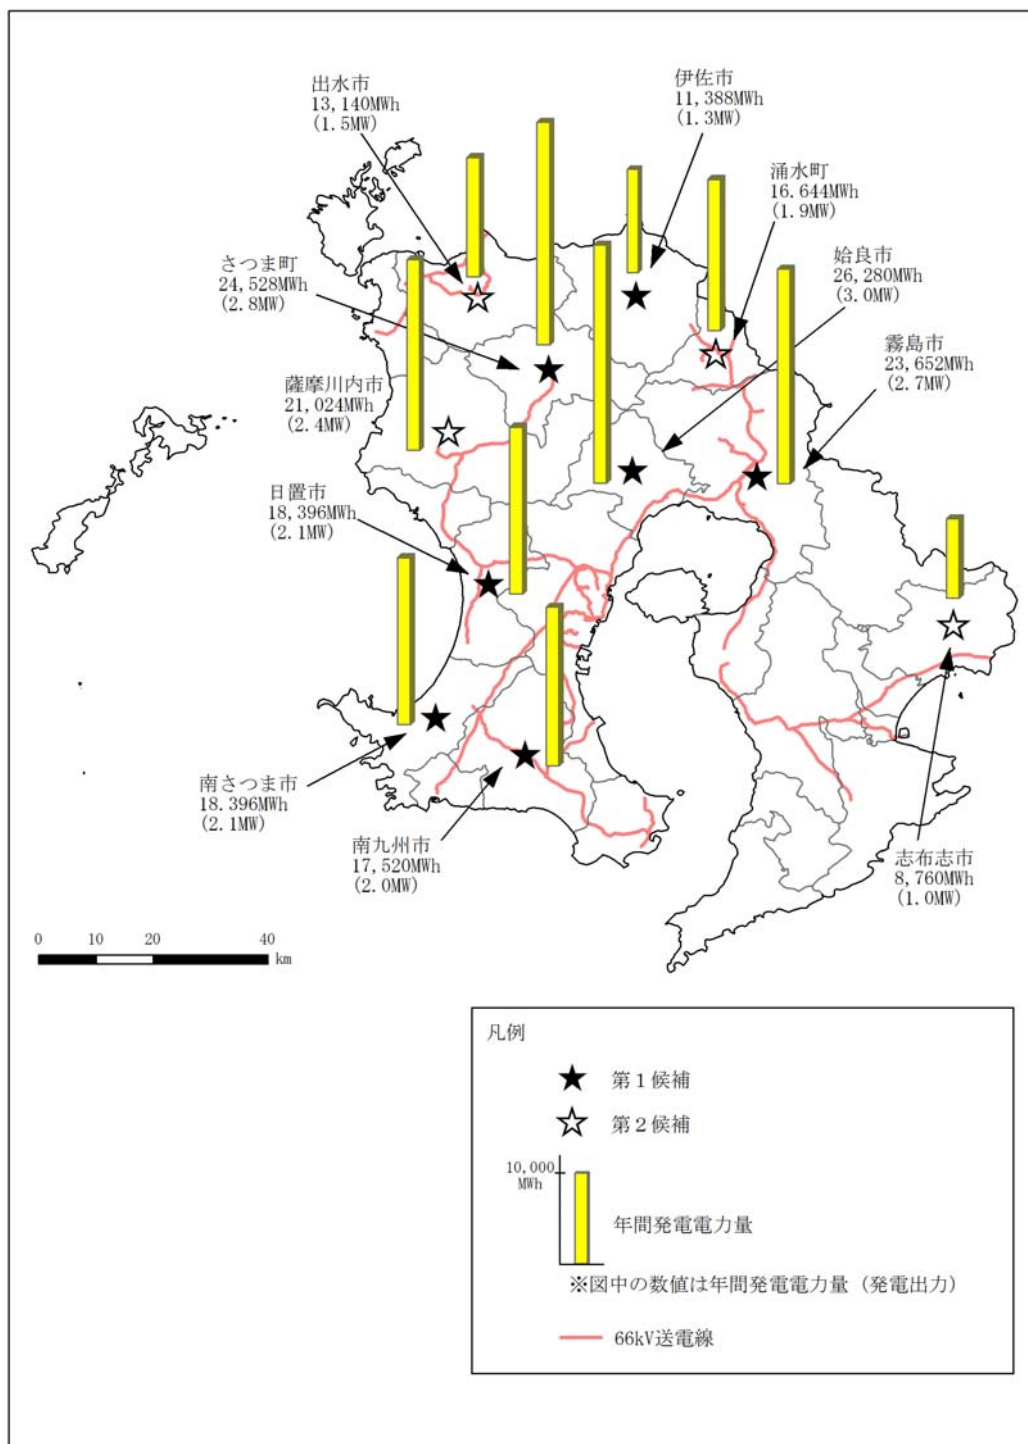 出水市
13,140MWh
(1.5MW)
伊佐市
11,388MWh
(1.3MW)
涌水町
16.644MWh
(1.9MW)
さつま町
24,528MWh
(2.8MW)
姶良市
26,280MWh
(3.0MW)
霧島市
23,652MWh
(2.7MW)
薩摩川内市
21,024MWh
(2.4MW)
日置市
18,396MWh
(2.1MW)
南さつま市
18.396MWh
(2.1MW)
南九州市
17,520MWh
(2.0MW)
志布志市
8,760MWh
(1.0MW)
0 10 20 40
km
凡例
第1候補
第2候補
10,000
MWh
年間発電電力量
※図中の数値は年間発電電力量（発電出力）
66kV送電線